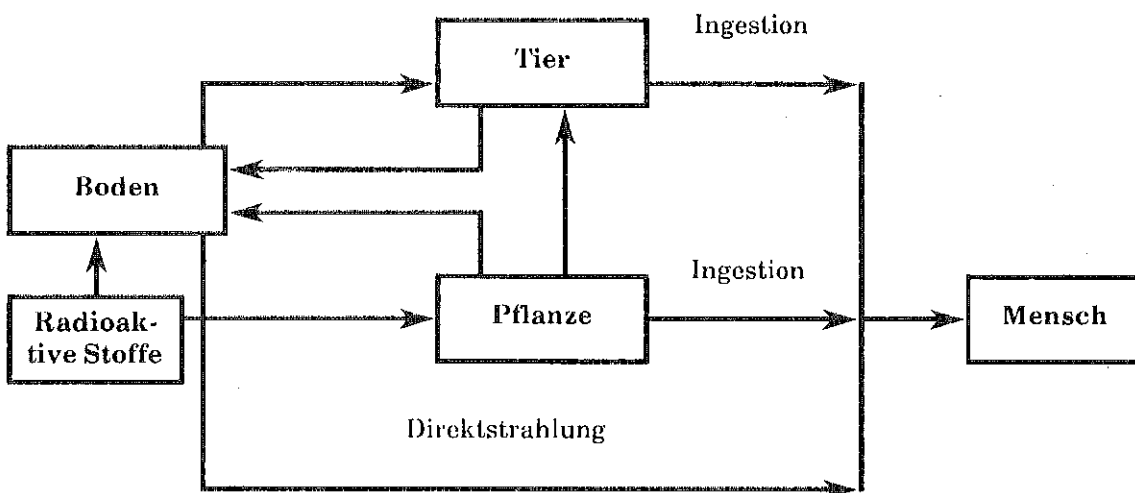 Ingestion
Tier
Boden
Ingestion
Radioak-
tive Stoffe
Pflanze
Mensch
Direktstrahlung